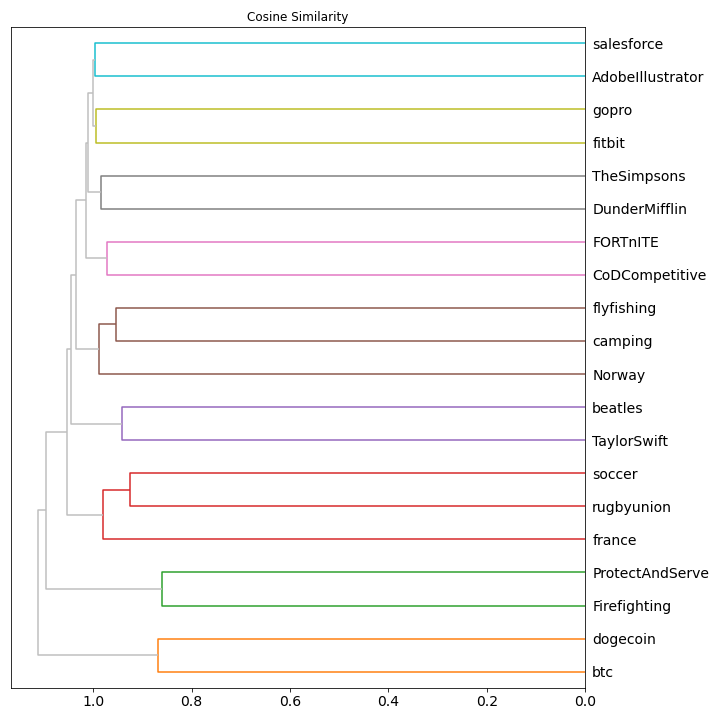 Cosine Similarity
salesforce
AdobeIllustrator
gopro
fitbit
TheSimpsons
DunderMifflin
FORTnITE
CoDCompetitive
flyfishing
camping
Norway
beatles
TaylorSwift
soccer
rugbyunion
france
ProtectAndServe
Firefighting
dogecoin
btc
1.0 0.8 0.6 0.4 0.2 0.0